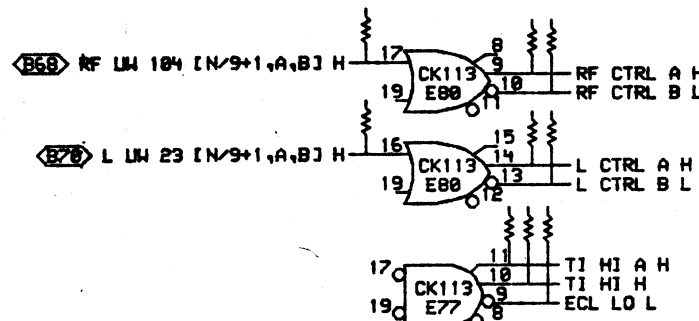 8
17
9
B68 RF UW 104 [N/9+1,A,B] H
CK113
10
RF CTRL A H
19
E80
11
RF CTRL B L
15
16
14
B70 L UW 23 [N/9+1,A,B] H
CK113
13
L CTRL A H
19
E80
12
L CTRL B L
11
TI HI A H
17
10
CK113
TI HI H
19
E77
9
ECL LO L
8